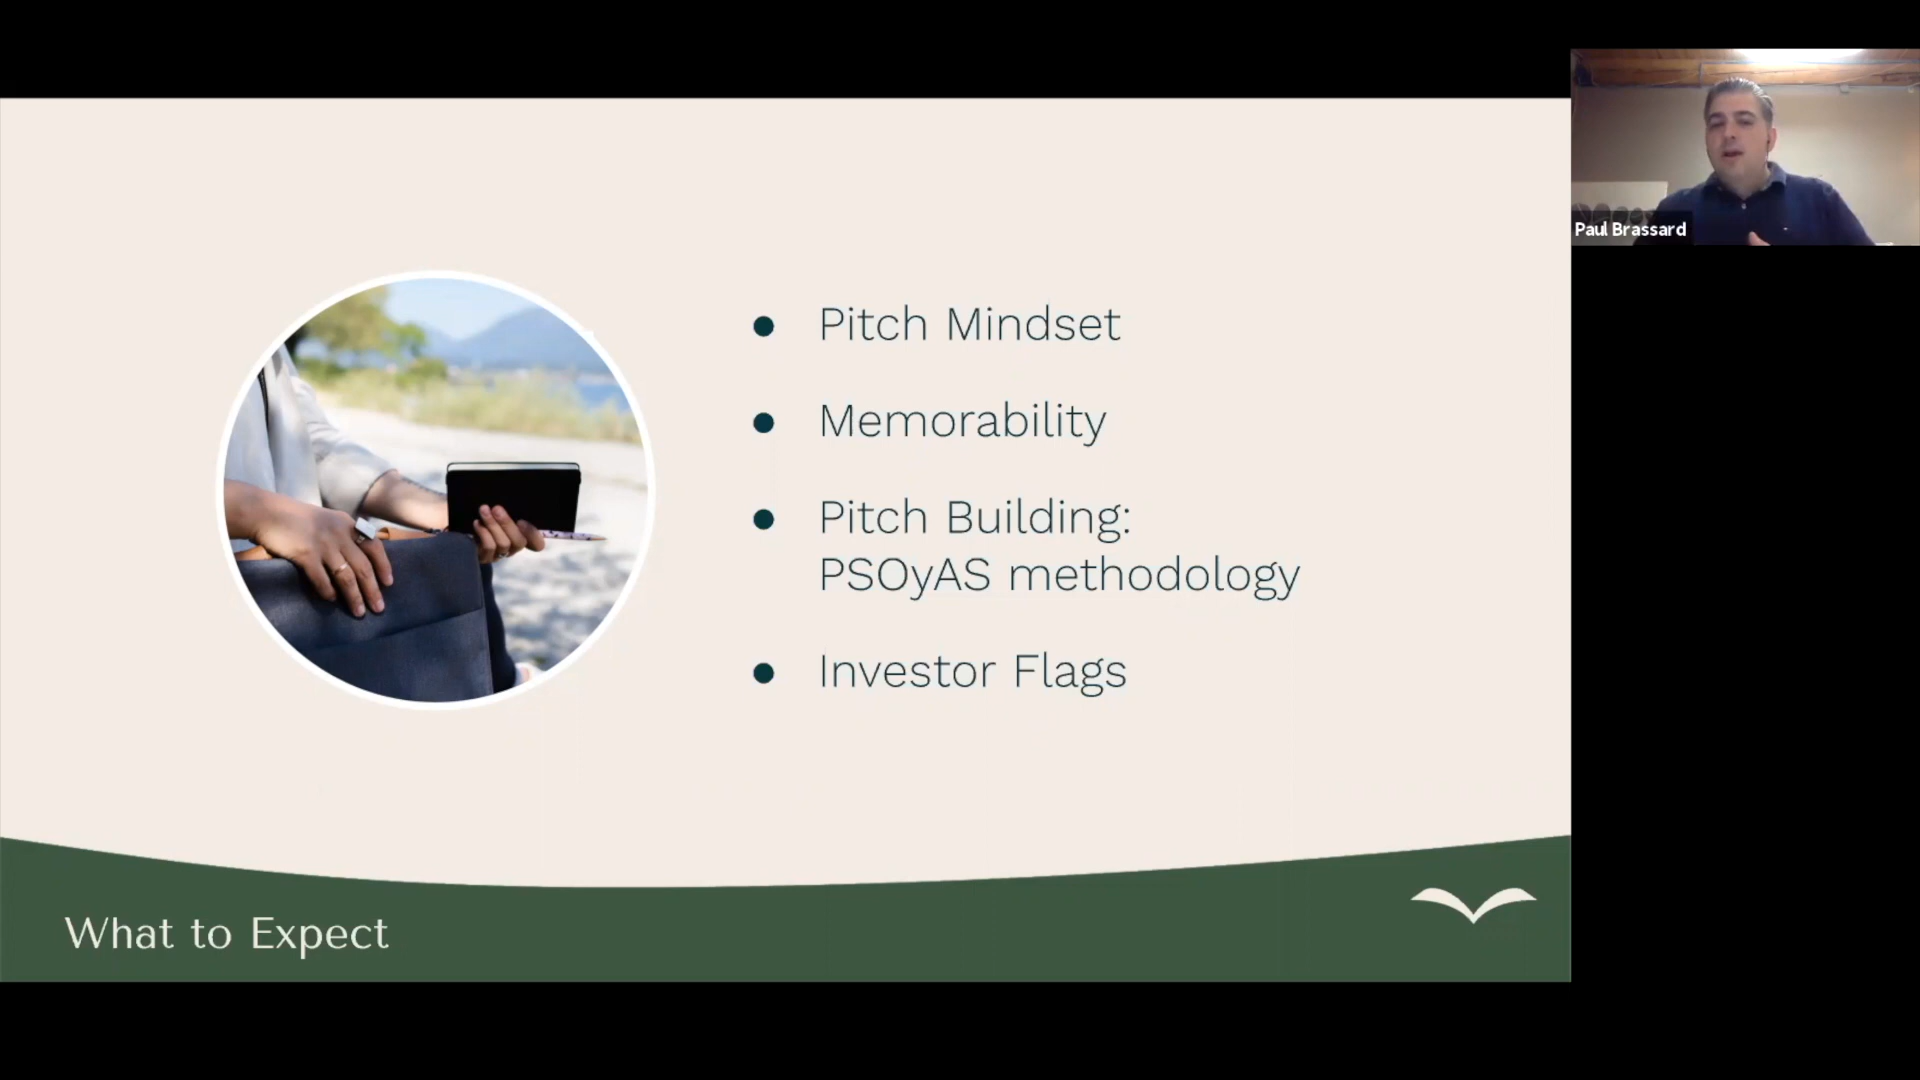 Pitch Mindset
Memorability
Pitch Building:
PSOyAS methodology
Investor Flags
What to Expect
Paul Brassard